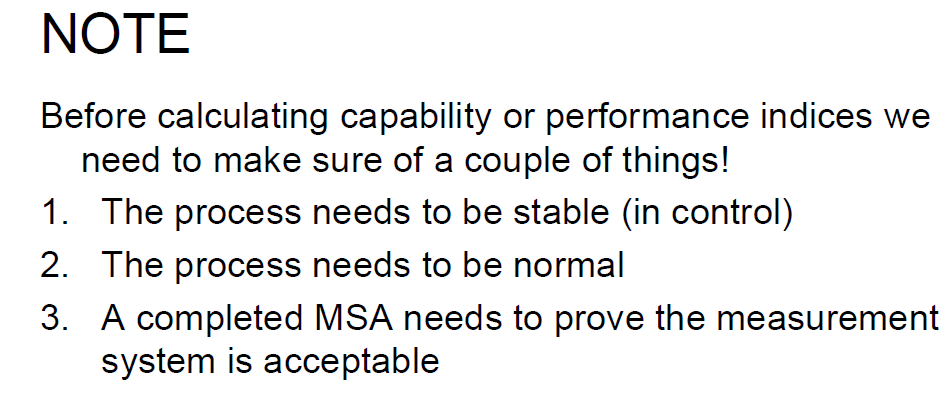 NOTE
Before calculating capability or performance indices we
need to make sure of a couple of things!
1. The process needs to be stable (in control)
2. The process needs to be normal
3. A completed MSA needs to prove the measurement
system is acceptable